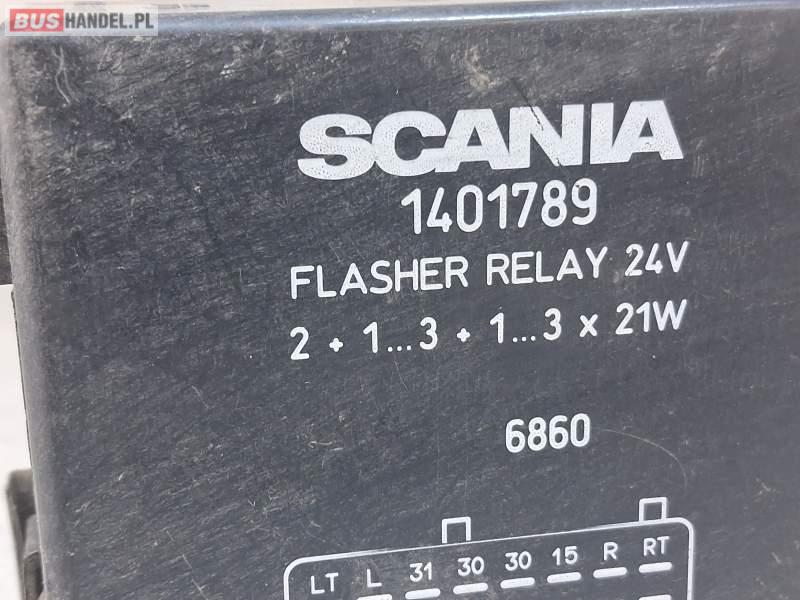 BUSHANDEL.PL
SCANIA
1401789
FLASHER RELAY 24V
2 + 1...3 + 1...3 x 21W
6860
LT L 31 30 30 15 R RT